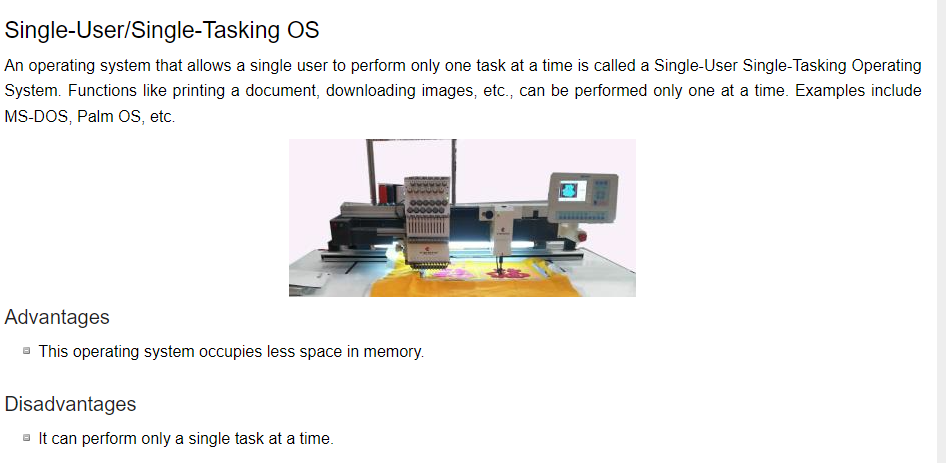 Single-User/Single-Tasking OS
An operating system that allows a single user to perform only one task at a time is called a Single-User Single-Tasking Operating
System. Functions like printing a document, downloading images, etc., can be performed only one at a time. Examples include
MS-DOS, Palm OS, etc.
Advantages
This operating system occupies less space in memory.
Disadvantages
It can perform only a single task at a time.